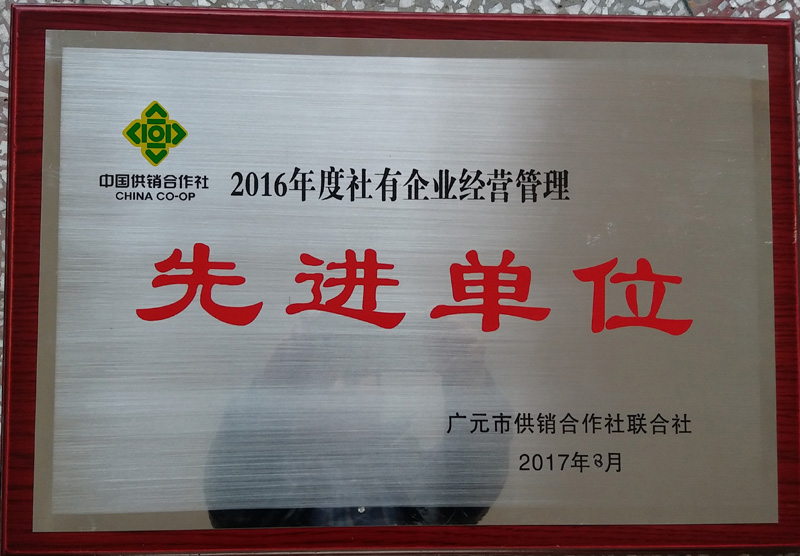 中国供销合作社
CHINA CO-OP
2016年度社有企业经营管理
先进单位
广元市供销合作社联合社
2017年 月